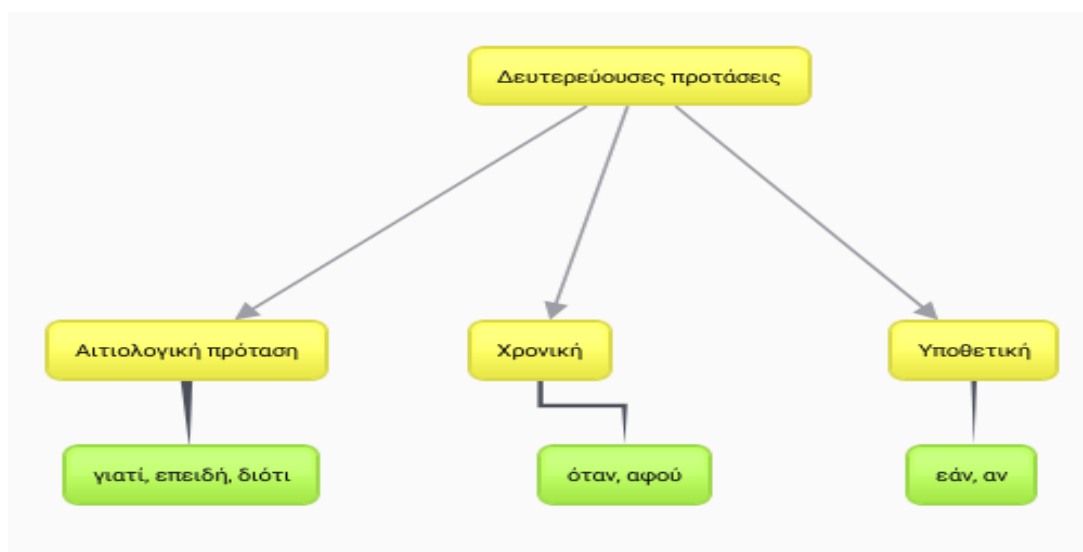 Δευτερεύουσες προτάσεις
Αιτιολογική πρόταση
Χρονική
Υποθετική
γιατί, επειδή, διότι
όταν, αφού
εάν, αν